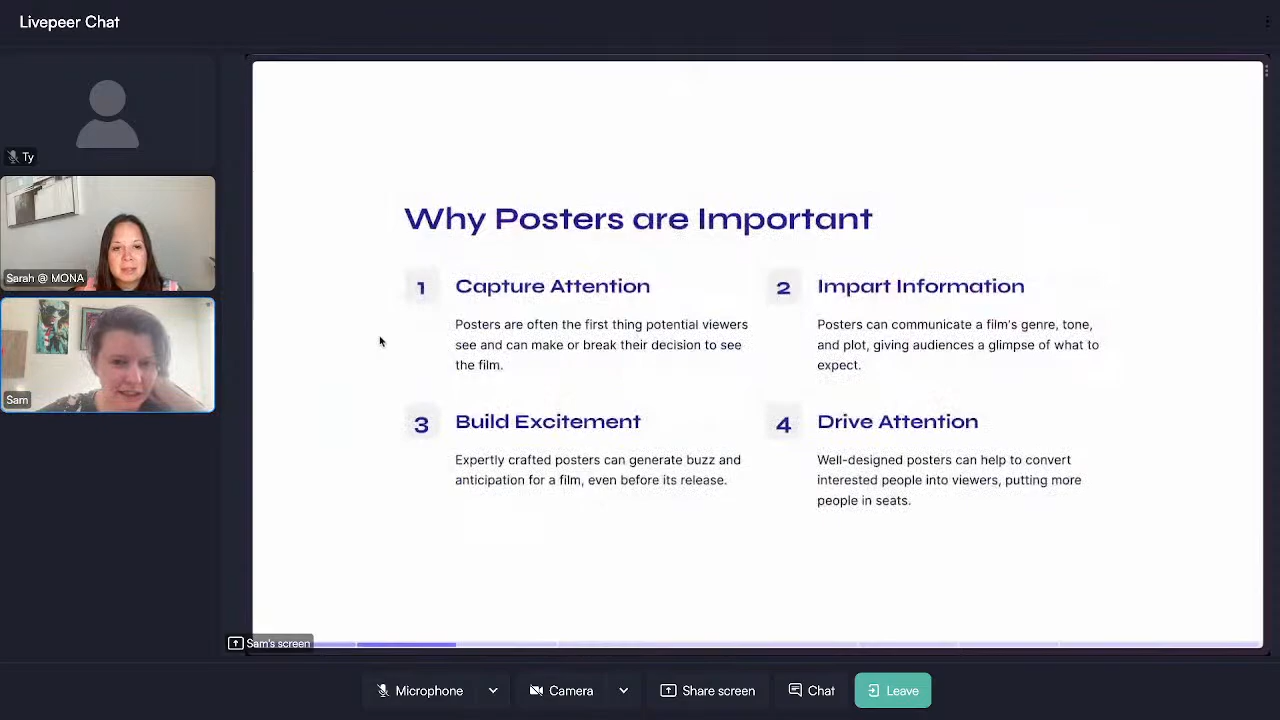 Livepeer Chat
Ty
Sarah @ MONA
Sam
Why Posters are Important
1
Capture Attention
Posters are often the first thing potential viewers
see and can make or break their decision to see
the film.
2
Impart Information
Posters can communicate a film's genre, tone,
and plot, giving audiences a glimpse of what to
expect.
3
Build Excitement
Expertly crafted posters can generate buzz and
anticipation for a film, even before its release.
4
Drive Attention
Well-designed posters can help to convert
interested people into viewers, putting more
people in seats.
Sam's screen
Microphone
Camera
Share screen
Chat
Leave